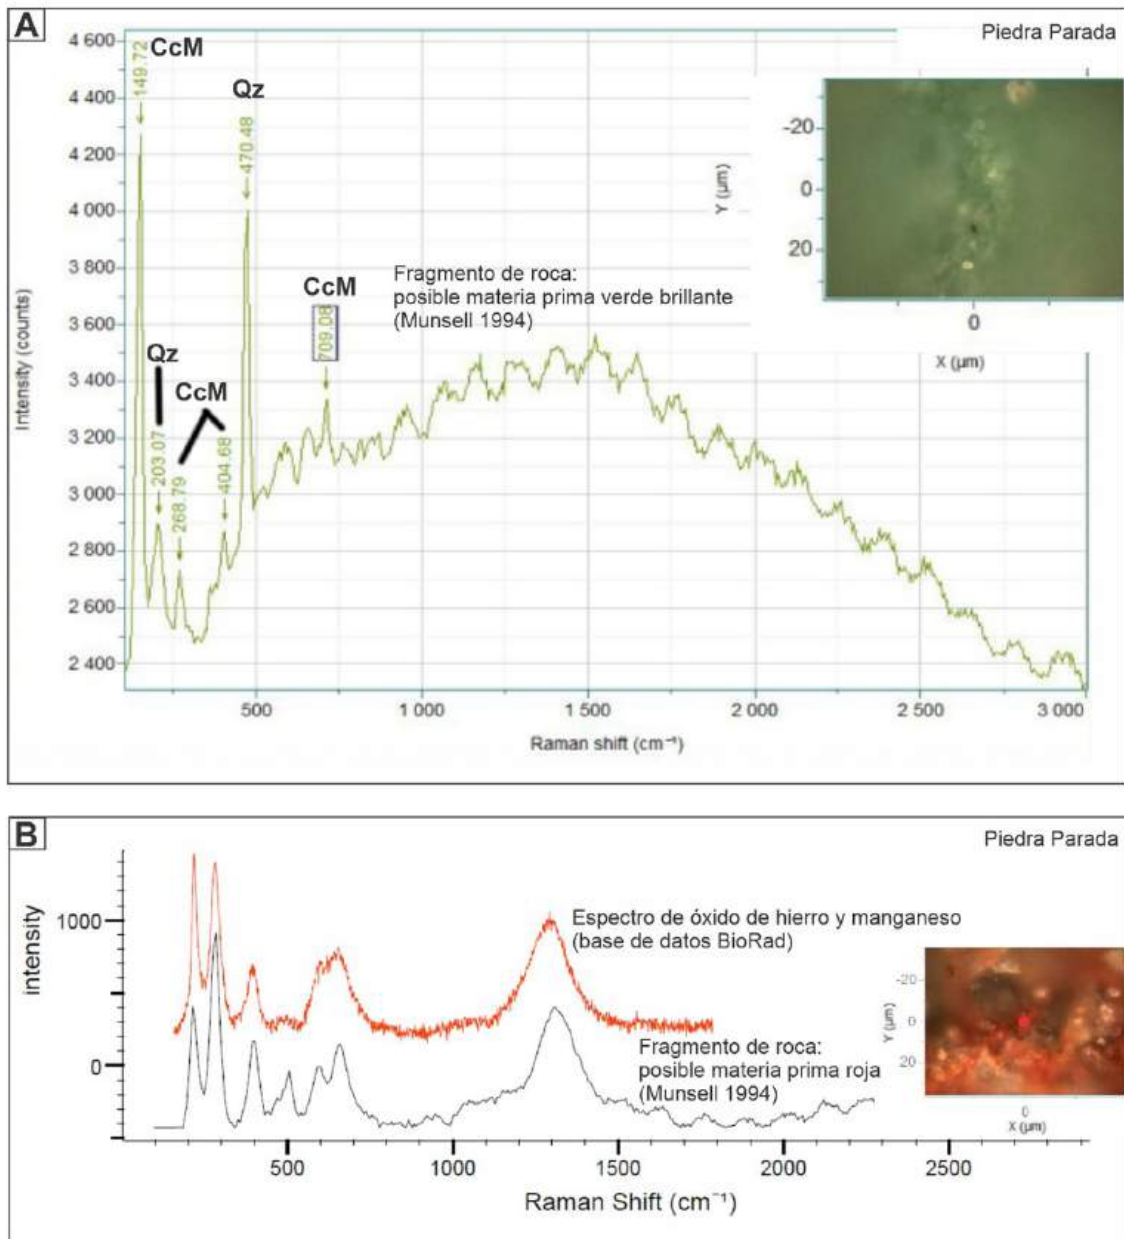 A
Piedra Parada
4 600
4 400
4 200
4 000
3 800
3 600
3 400
3 200
3 000
2 800
2 600
2 400
Intensity (counts)
149.72
CcM
Qz
470.48
CcM
709.08
Qz
203.07
CcM
268.79
404.68
Fragmento de roca:
posible materia prima verde brillante
(Munsell 1994)
-20
0
20
Y (µm)
0
X (µm)
500
1 000
1 500
2 000
2 500
3 000
Raman shift (cm⁻¹)
B
Piedra Parada
1000
0
intensity
Espectro de óxido de hierro y manganeso
(base de datos BioRad)
Fragmento de roca:
posible materia prima roja
(Munsell 1994)
-20
0
20
Y (µm)
0
X (µm)
500
1000
1500
2000
2500
Raman Shift (cm⁻¹)